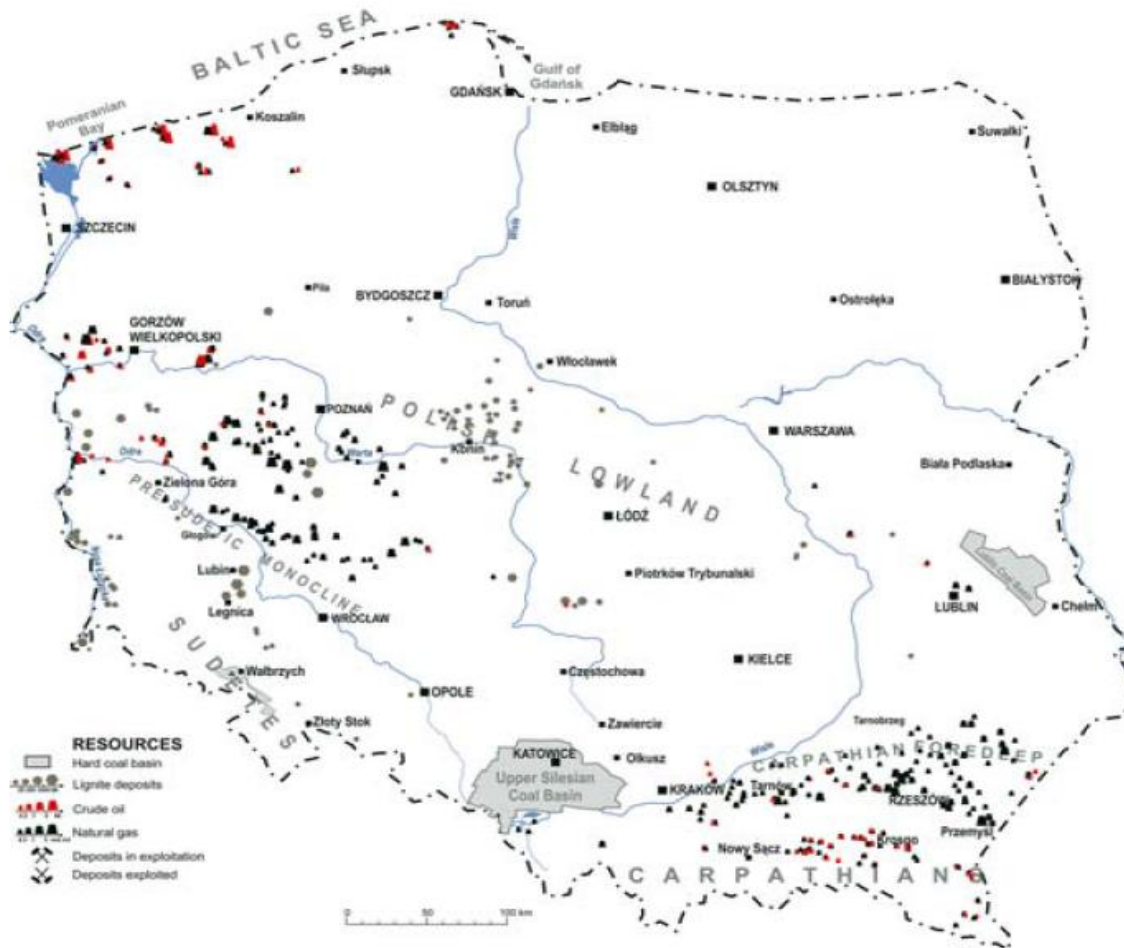 BALTIC SEA
Słupsk
Gulf of
Gdańsk
GDAŃSK
Pomeranian
Bay
Koszalin
Elbląg
Suwałki
OLSZTYN
SZCZECIN
Wisła
Piła
BYDGOSZCZ
Toruń
Ostrołęka
BIAŁYSTOK
Odra
GORZÓW
WIELKOPOLSKI
Włocławek
POZNAŃ
POLISH
LOWLAND
WARSZAWA
Warta
Odra
Biała Podlaska
Zielona Góra
PRE-SUDETIC MONOCLINE
ŁÓDŹ
Głogów
Lubin
Piotrków Trybunalski
Legnica
LUBLIN
Chełm
WROCŁAW
SUDETES
Wałbrzych
KIELCE
Częstochowa
OPOLE
Złoty Stok
Zawiercie
Tarnobrzeg
Wisła
CARPATHIAN FOREDEEP
KATOWICE
Olkusz
Upper Silesian
Coal Basin
KRAKÓW
Tarnów
RZESZÓW
Przemyśl
Nowy Sącz
Krosno
CARPATHIANS
RESOURCES
Hard coal basin
Lignite deposits
Crude oil
Natural gas
Deposits in exploitation
Deposits exploited
0 50 100 km